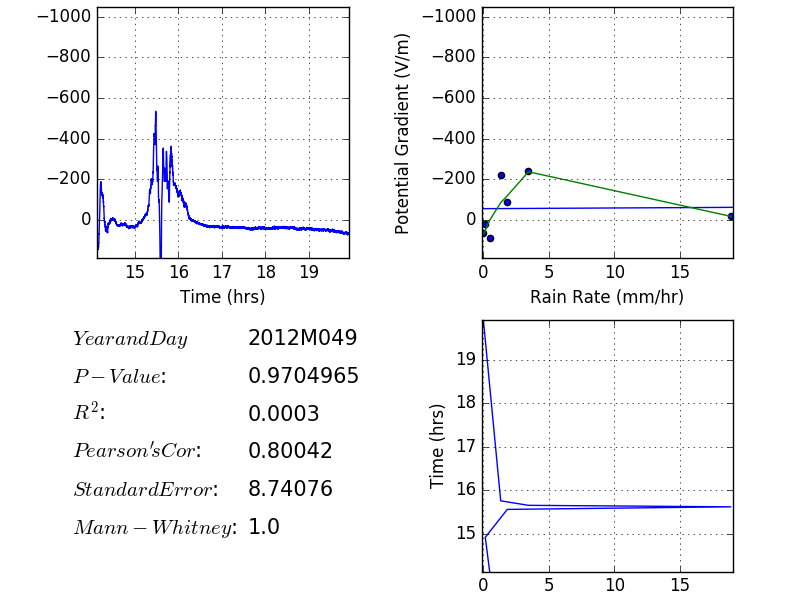 −1000
−800
−600
−400
−200
0
15 16 17 18 19
Time (hrs)
Potential Gradient (V/m)
−1000
−800
−600
−400
−200
0
0 5 10 15
Rain Rate (mm/hr)
YearandDay 2012M049
P − Value: 0.9704965
R²: 0.0003
Pearson'sCor: 0.80042
StandardError: 8.74076
Mann − Whitney: 1.0
Time (hrs)
19
18
17
16
15
0 5 10 15